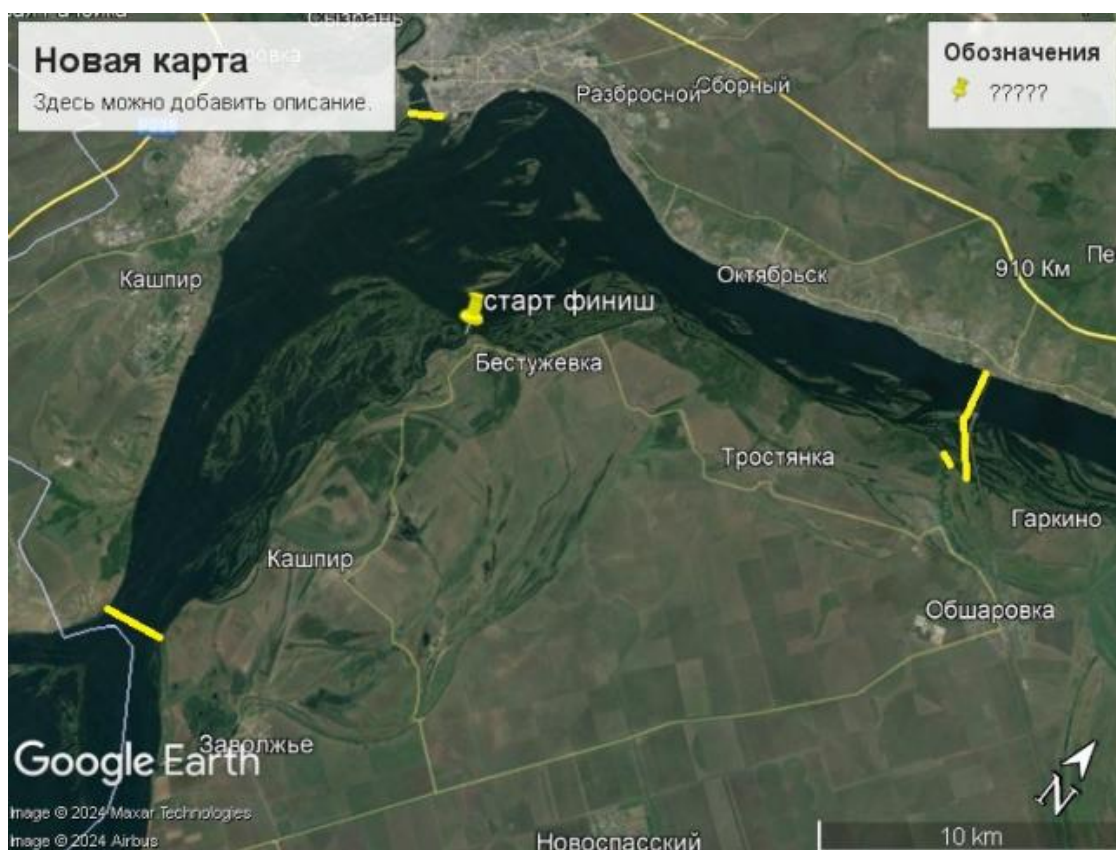 Сызрань
Новая карта
Здесь можно добавить описание.
Обозначения
?????
Разбросной
Сборный
Кашпир
Октябрьск
910 Км
Пе
старт финиш
Бестужевка
Тростянка
Гаркино
Кашпир
Обшаровка
Заволжье
Google Earth
Image © 2024 Maxar Technologies
Image © 2024 Airbus
Новоспасский
N
10 km